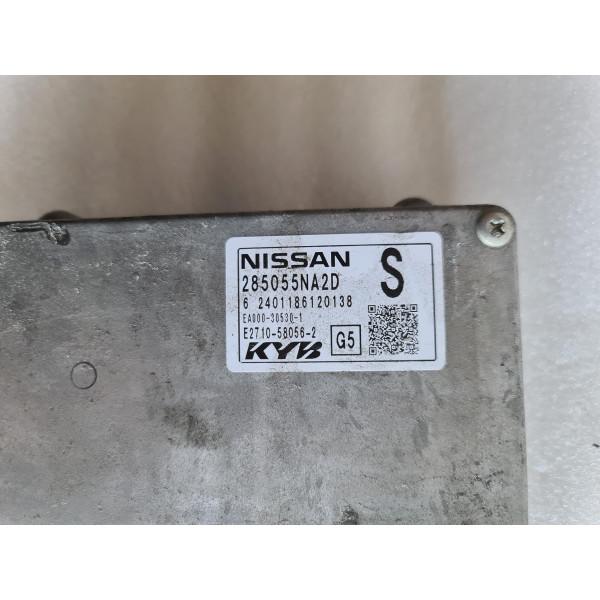 NISSAN
285055NA2D S
6 2401186120138
EA000-30530-1
E2710-58056-2
KYB G5